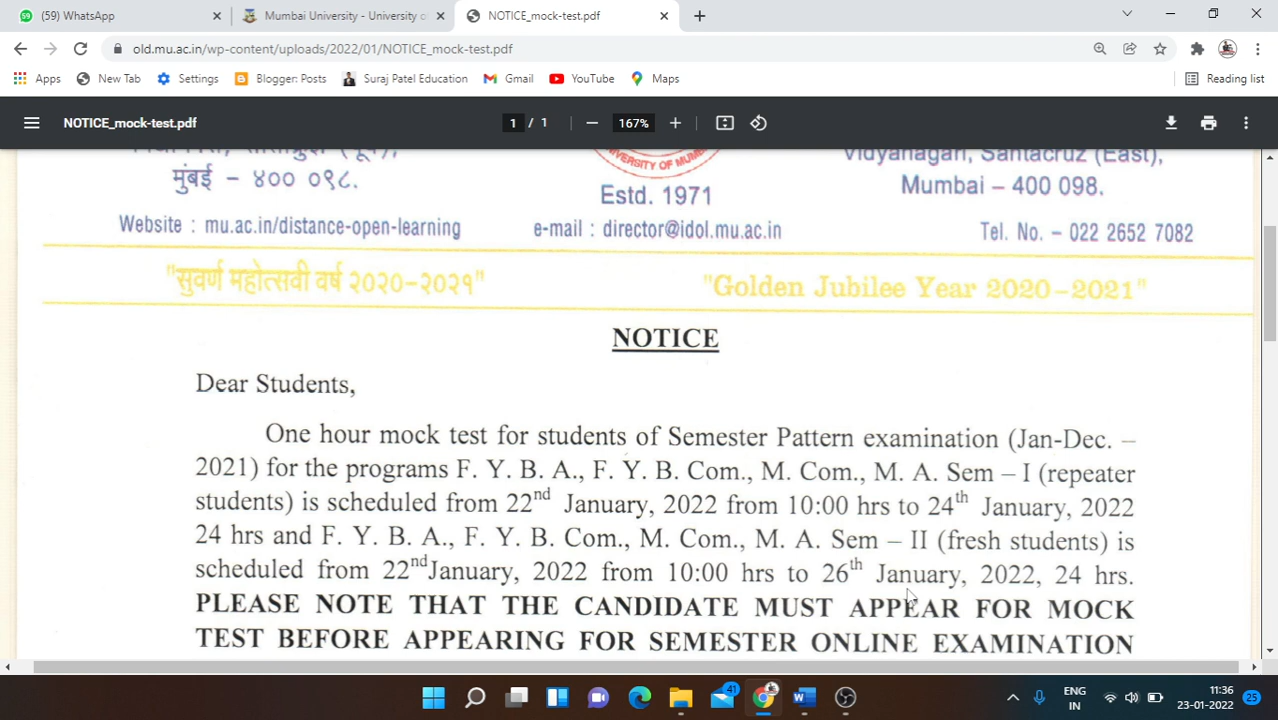 (59) WhatsApp
Mumbai University - University of
NOTICE_mock-test.pdf
old.mu.ac.in/wp-content/uploads/2022/01/NOTICE_mock-test.pdf
Apps New Tab Settings Blogger: Posts Suraj Patel Education Gmail YouTube Maps Reading list
NOTICE_mock-test.pdf 1 / 1 167%
Vidyanagari, Santacruz (East),
मुंबई – ४०० ०९८.
UNIVERSITY OF MUMBAI
Estd. 1971
Mumbai – 400 098.
Website : mu.ac.in/distance-open-learning e-mail : director@idol.mu.ac.in Tel. No. – 022 2652 7082
"सुवर्ण महोत्सवी वर्ष २०२०-२०२१" "Golden Jubilee Year 2020-2021"
NOTICE
Dear Students,
One hour mock test for students of Semester Pattern examination (Jan-Dec. –
2021) for the programs F. Y. B. A., F. Y. B. Com., M. Com., M. A. Sem – I (repeater
students) is scheduled from 22nd January, 2022 from 10:00 hrs to 24th January, 2022
24 hrs and F. Y. B. A., F. Y. B. Com., M. Com., M. A. Sem – II (fresh students) is
scheduled from 22ndJanuary, 2022 from 10:00 hrs to 26th January, 2022, 24 hrs.
PLEASE NOTE THAT THE CANDIDATE MUST APPEAR FOR MOCK
TEST BEFORE APPEARING FOR SEMESTER ONLINE EXAMINATION
41
ENG
IN
11:36
23-01-2022
25